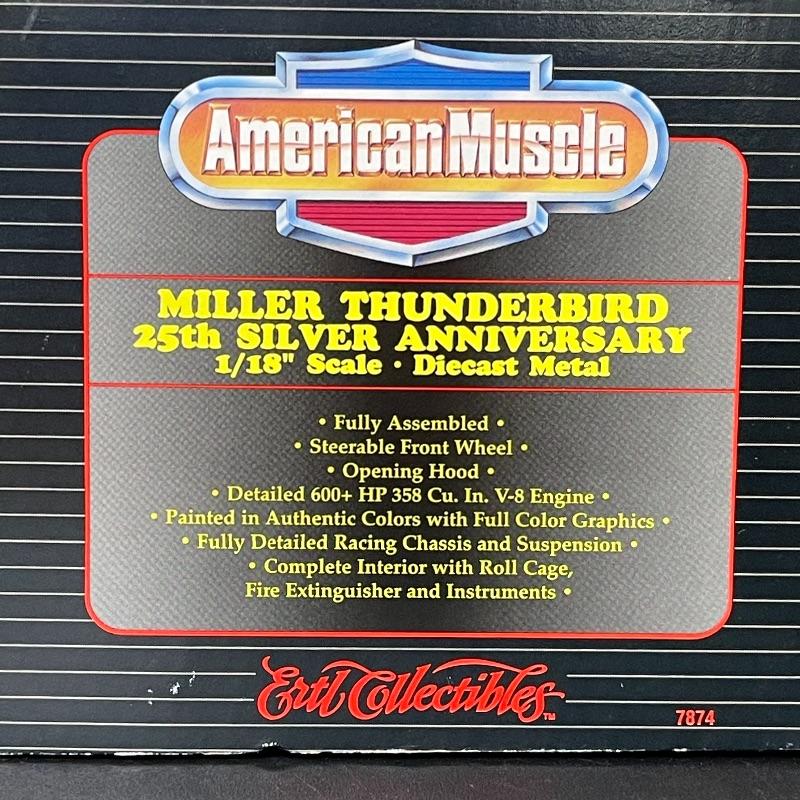 AmericanMuscle
MILLER THUNDERBIRD
25th SILVER ANNIVERSARY
1/18" Scale • Diecast Metal
• Fully Assembled •
• Steerable Front Wheel •
• Opening Hood •
• Detailed 600+ HP 358 Cu. In. V-8 Engine •
• Painted in Authentic Colors with Full Color Graphics •
• Fully Detailed Racing Chassis and Suspension •
• Complete Interior with Roll Cage,
Fire Extinguisher and Instruments •
Ertl Collectibles™
7874